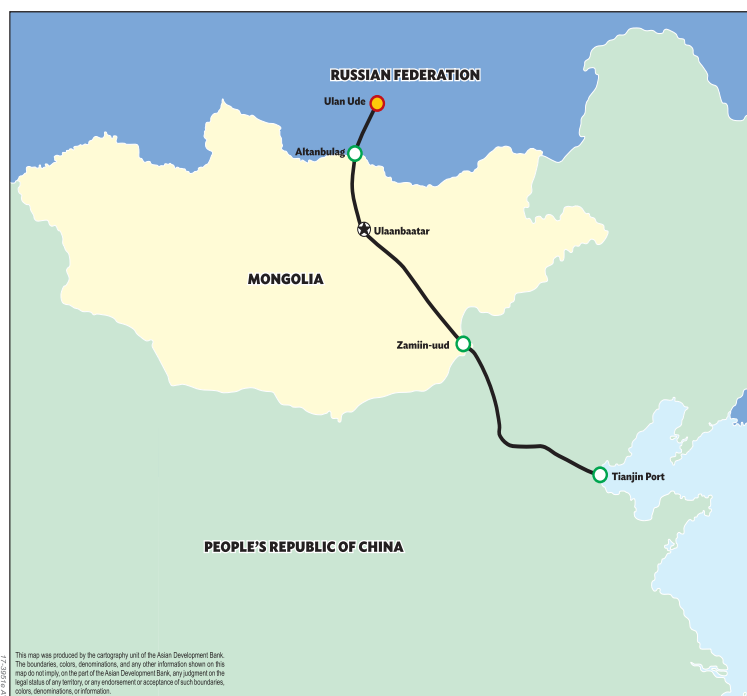 RUSSIAN FEDERATION
Ulan Ude
Altanbulag
Ulaanbaatar
MONGOLIA
Zamiin-uud
Tianjin Port
PEOPLE'S REPUBLIC OF CHINA
This map was produced by the cartography unit of the Asian Development Bank.
The boundaries, colors, denominations, and any other information shown on this
map do not imply, on the part of the Asian Development Bank, any judgment on the
legal status of any territory, or any endorsement or acceptance of such boundaries,
colors, denominations, or information.